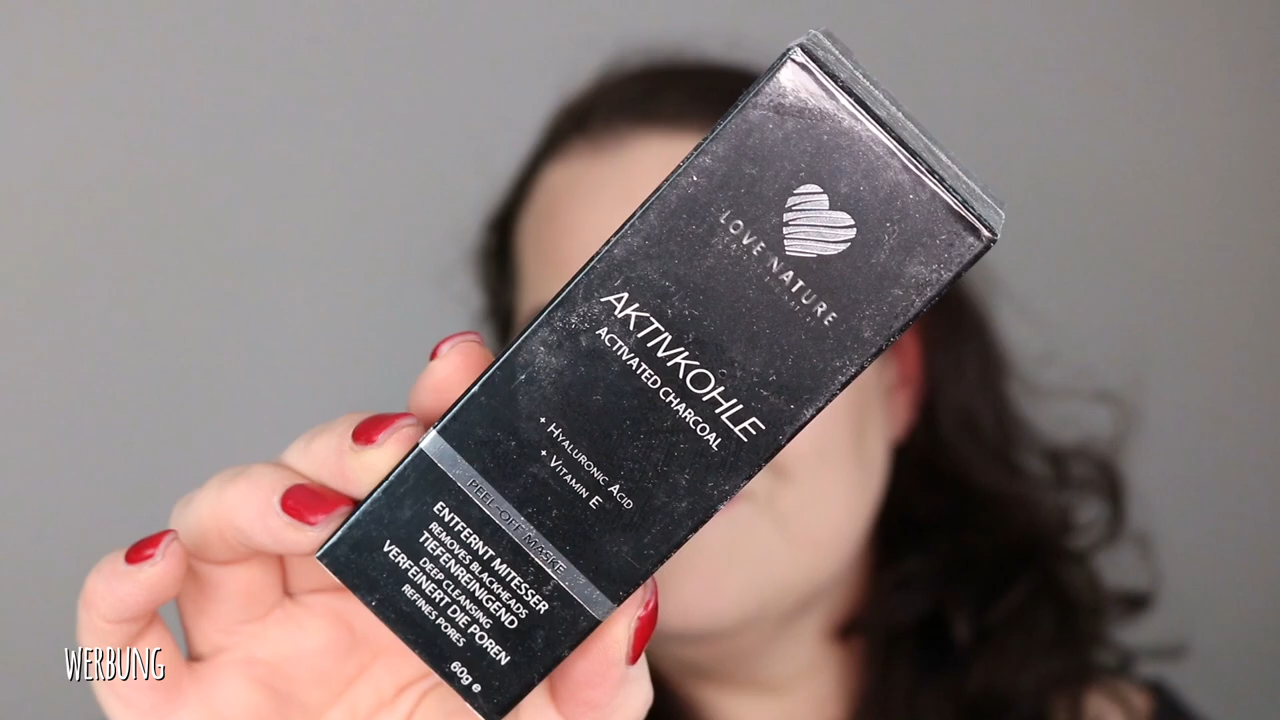 LOVE NATURE
AKTIVKOHLE
ACTIVATED CHARCOAL
+ HYALURONIC ACID
+ VITAMIN E
PEEL-OFF MASKE
ENTFERNT MITESSER
REMOVES BLACKHEADS
TIEFENREINIGEND
DEEP CLEANSING
VERFEINERT DIE POREN
REFINES PORES
60g e
WERBUNG